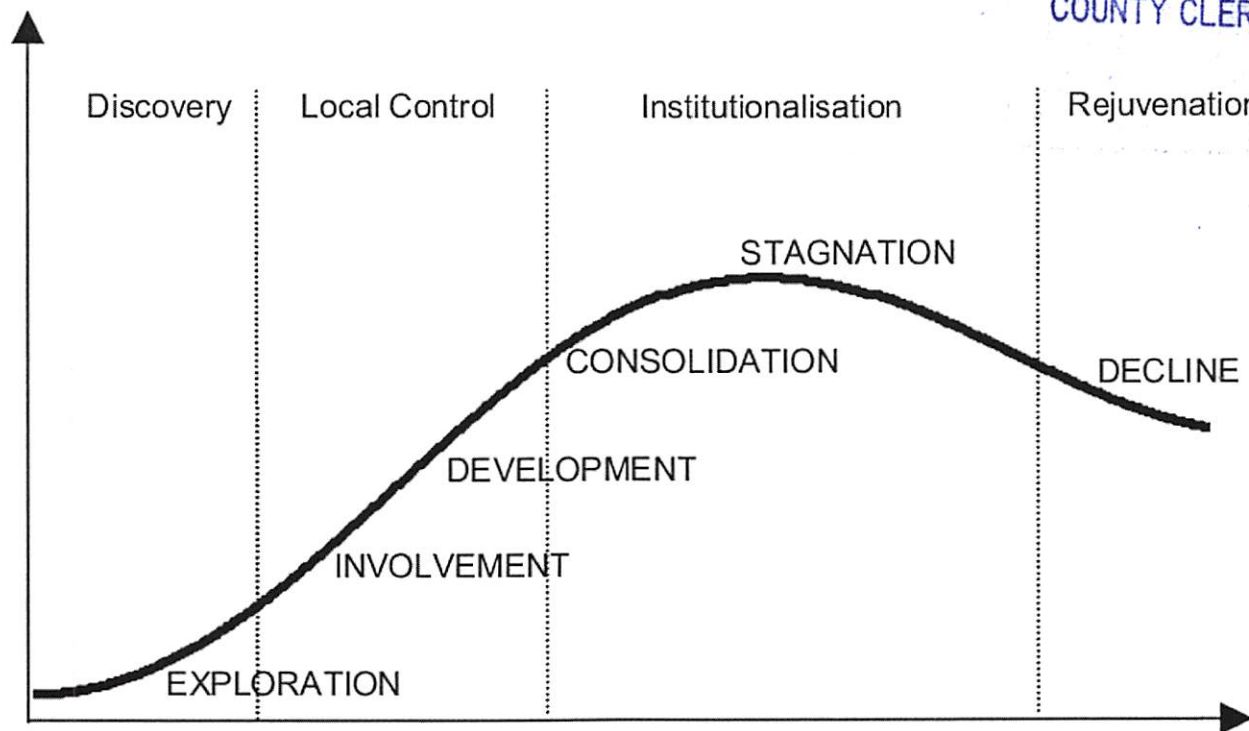 COUNTY CLER
Discovery Local Control Institutionalisation Rejuvenation
STAGNATION
CONSOLIDATION
DECLINE
DEVELOPMENT
INVOLVEMENT
EXPLORATION